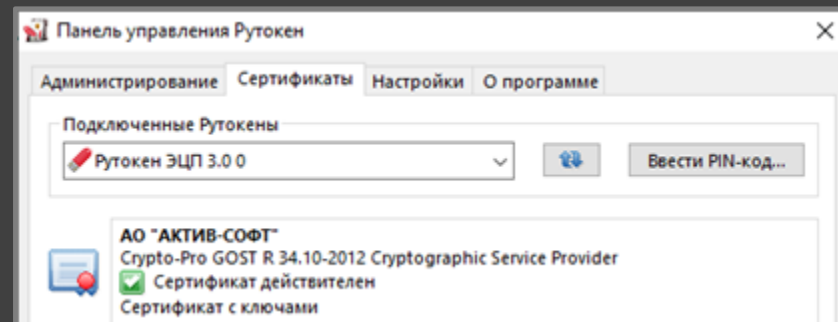 Панель управления Рутокен
Администрирование Сертификаты Настройки О программе
Подключенные Рутокены
Рутокен ЭЦП 3.0 0 Ввести PIN-код...
АО "АКТИВ-СОФТ"
Crypto-Pro GOST R 34.10-2012 Cryptographic Service Provider
Сертификат действителен
Сертификат с ключами